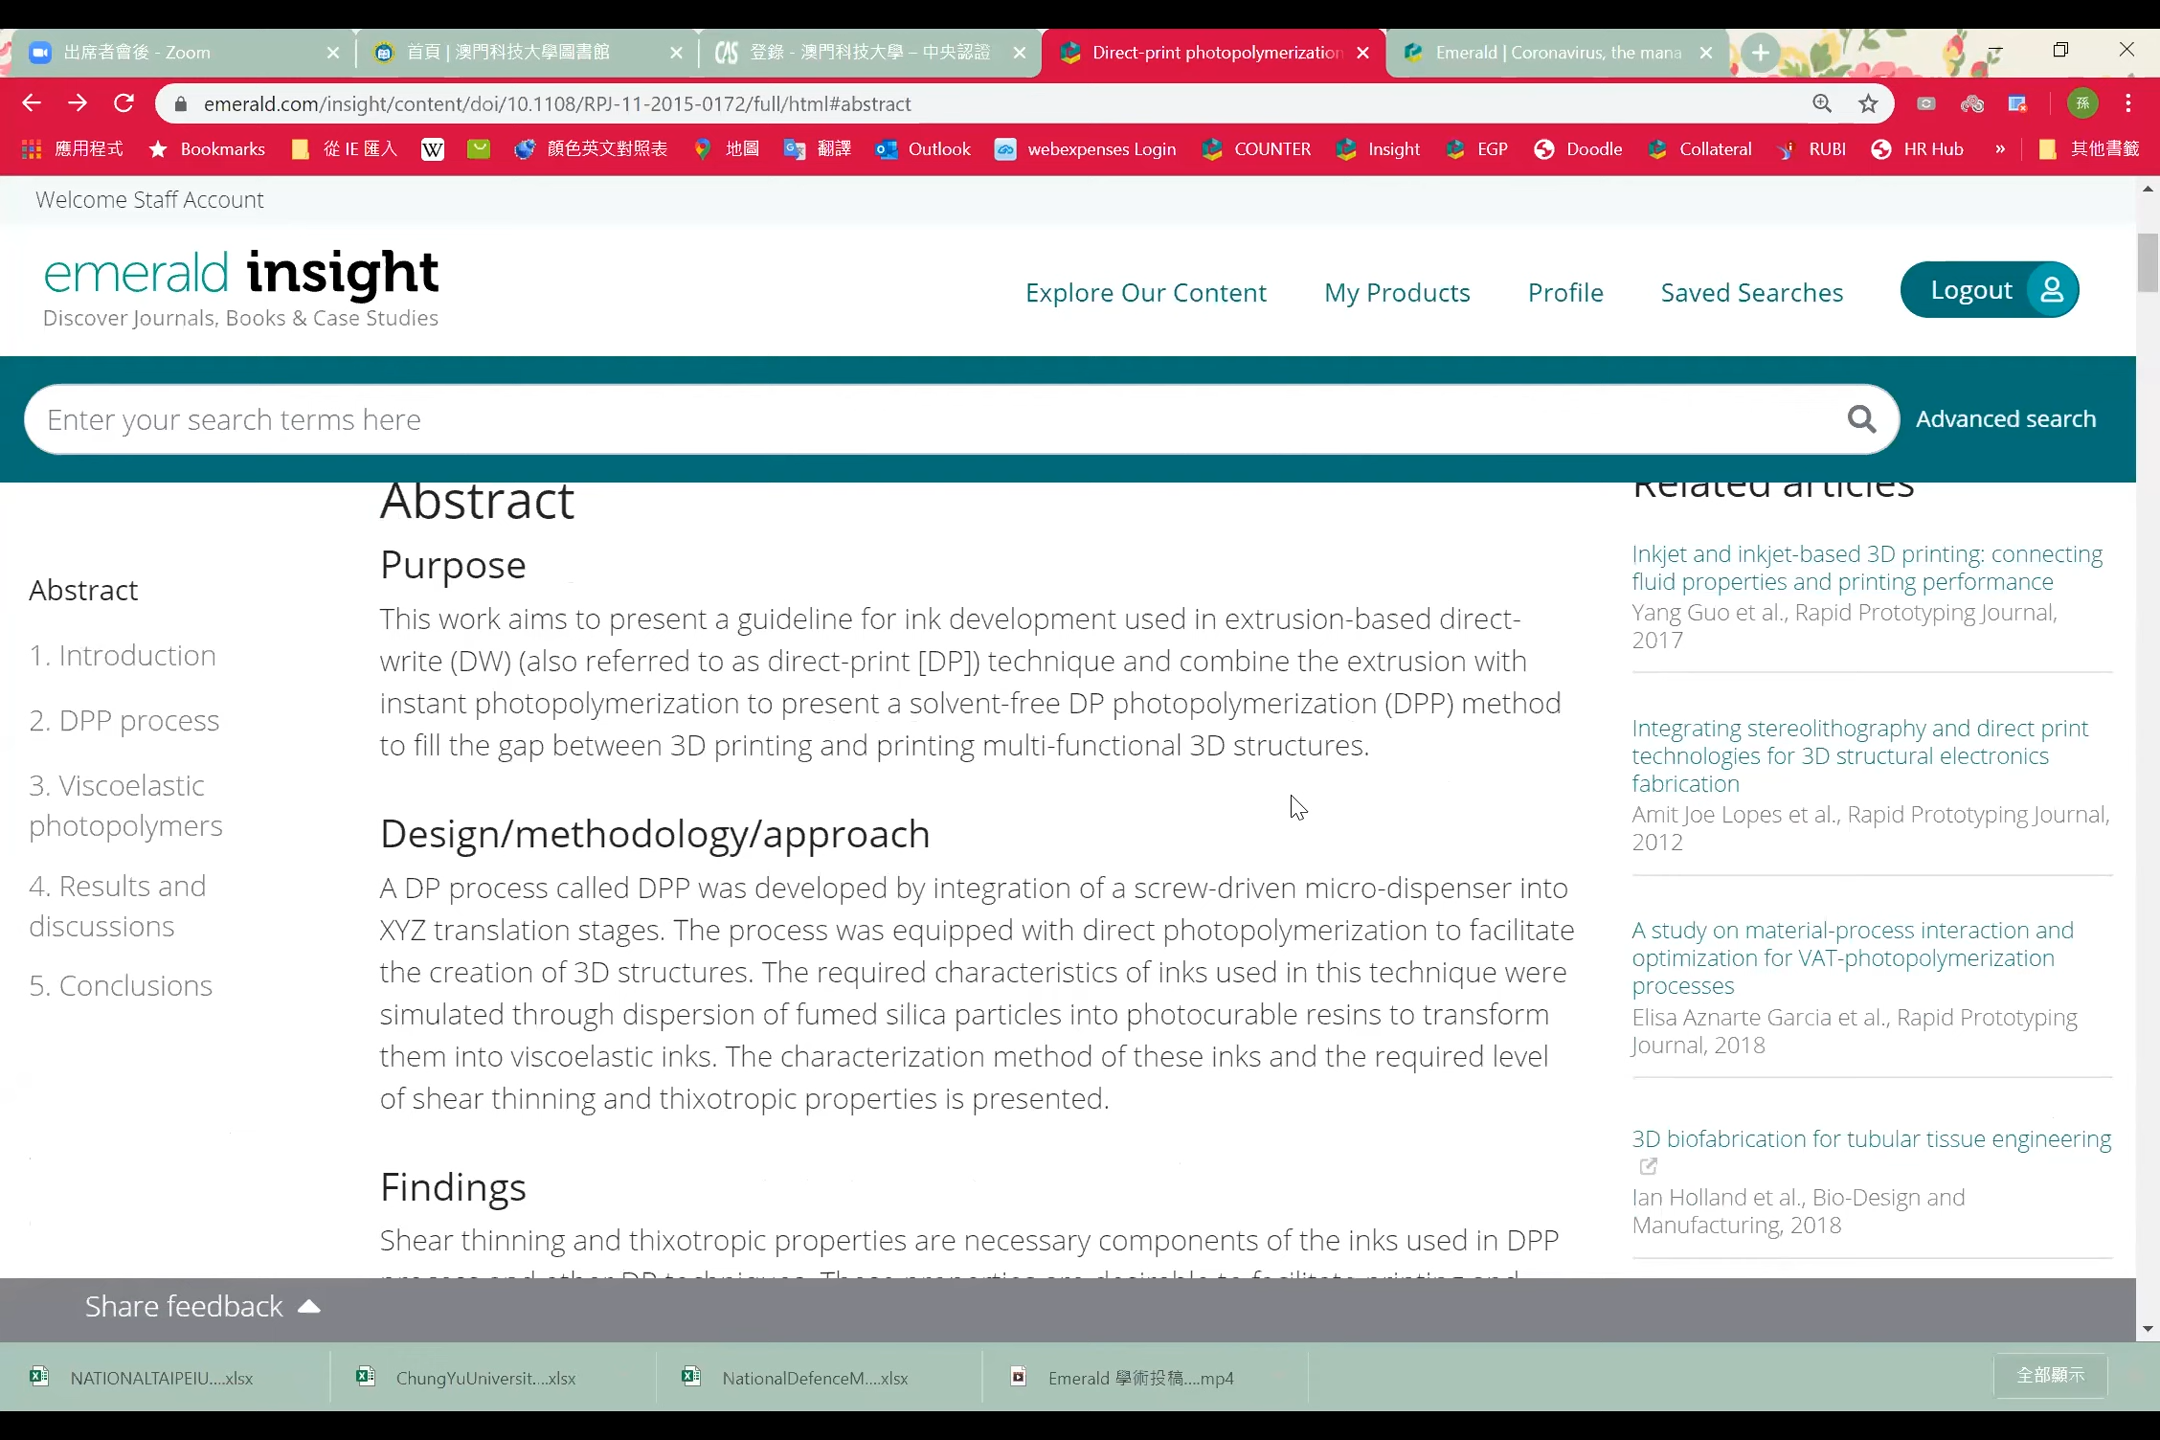 出席者會後 - Zoom
首頁 | 澳門科技大學圖書館
CAS 登錄 - 澳門科技大學 – 中央認證
Direct-print photopolymerization
Emerald | Coronavirus, the mana
emerald.com/insight/content/doi/10.1108/RPJ-11-2015-0172/full/html#abstract
孫
應用程式
Bookmarks
從 IE 匯入
W
顏色英文對照表
地圖
翻譯
Outlook
webexpenses Login
COUNTER
Insight
EGP
Doodle
Collateral
RUBI
HR Hub
»
其他書籤
Welcome Staff Account
emerald insight
Discover Journals, Books & Case Studies
Explore Our Content
My Products
Profile
Saved Searches
Logout
Enter your search terms here
Advanced search
Abstract
1. Introduction
2. DPP process
3. Viscoelastic
photopolymers
4. Results and
discussions
5. Conclusions
Abstract
Purpose
This work aims to present a guideline for ink development used in extrusion-based direct-
write (DW) (also referred to as direct-print [DP]) technique and combine the extrusion with
instant photopolymerization to present a solvent-free DP photopolymerization (DPP) method
to fill the gap between 3D printing and printing multi-functional 3D structures.
Design/methodology/approach
A DP process called DPP was developed by integration of a screw-driven micro-dispenser into
XYZ translation stages. The process was equipped with direct photopolymerization to facilitate
the creation of 3D structures. The required characteristics of inks used in this technique were
simulated through dispersion of fumed silica particles into photocurable resins to transform
them into viscoelastic inks. The characterization method of these inks and the required level
of shear thinning and thixotropic properties is presented.
Findings
Shear thinning and thixotropic properties are necessary components of the inks used in DPP
process and other DP techniques. These properties are desirable to facilitate printing and
Related articles
Inkjet and inkjet-based 3D printing: connecting
fluid properties and printing performance
Yang Guo et al., Rapid Prototyping Journal,
2017
Integrating stereolithography and direct print
technologies for 3D structural electronics
fabrication
Amit Joe Lopes et al., Rapid Prototyping Journal,
2012
A study on material-process interaction and
optimization for VAT-photopolymerization
processes
Elisa Aznarte Garcia et al., Rapid Prototyping
Journal, 2018
3D biofabrication for tubular tissue engineering
Ian Holland et al., Bio-Design and
Manufacturing, 2018
Share feedback
NATIONALTAIPEIU....xlsx
ChungYuUniversit....xlsx
NationalDefenceM....xlsx
Emerald 學術投稿....mp4
全部顯示